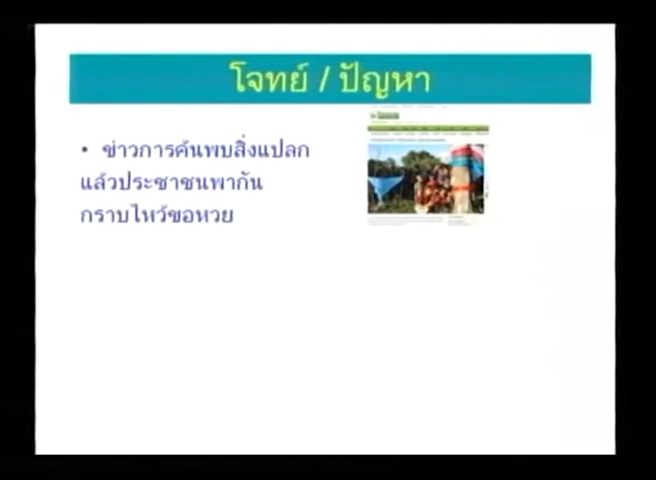 โจทย์ / ปัญหา
• ข่าวการค้นพบสิ่งแปลก
แล้วประชาชนพากัน
กราบไหว้ขอหวย